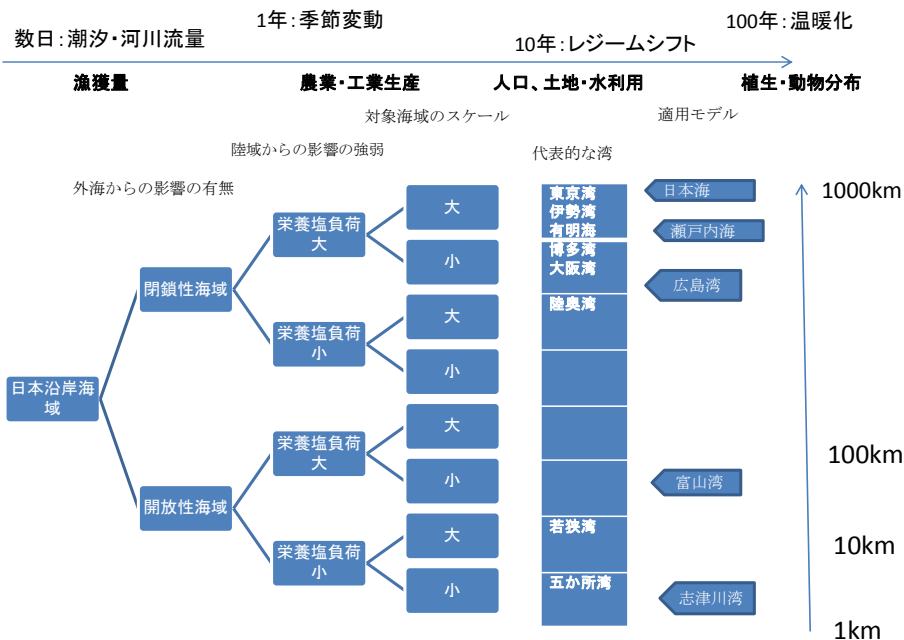 数日：潮汐・河川流量
1年：季節変動
10年：レジームシフト
100年：温暖化
漁獲量
農業・工業生産
人口、土地・水利用
植生・動物分布
対象海域のスケール
適用モデル
陸域からの影響の強弱
代表的な湾
外海からの影響の有無
日本沿岸海
域
閉鎖性海域
開放性海域
栄養塩負荷
大
栄養塩負荷
小
栄養塩負荷
大
栄養塩負荷
小
大
小
大
小
大
小
大
小
東京湾
伊勢湾
有明海
博多湾
大阪湾
陸奥湾
若狭湾
五か所湾
日本海
瀬戸内海
広島湾
富山湾
志津川湾
1000km
100km
10km
1km